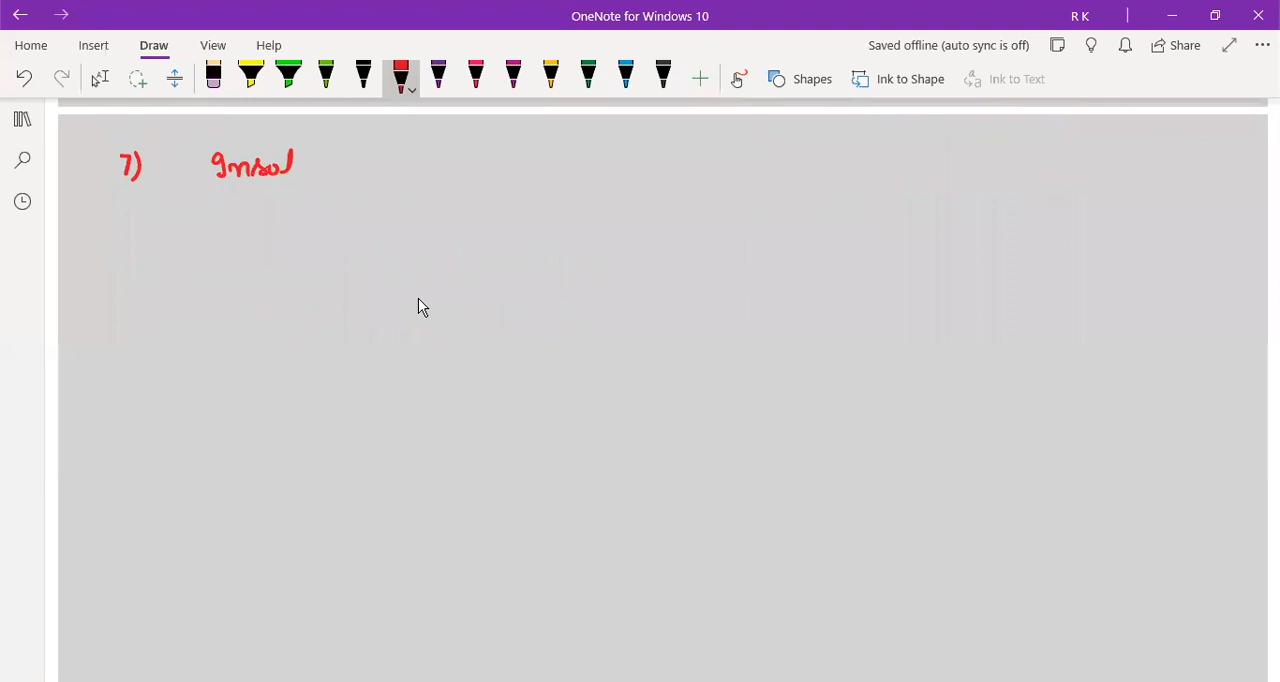 OneNote for Windows 10
R K
Home Insert Draw View Help
Saved offline (auto sync is off)
Share
Shapes
Ink to Shape
Ink to Text
7) Insol